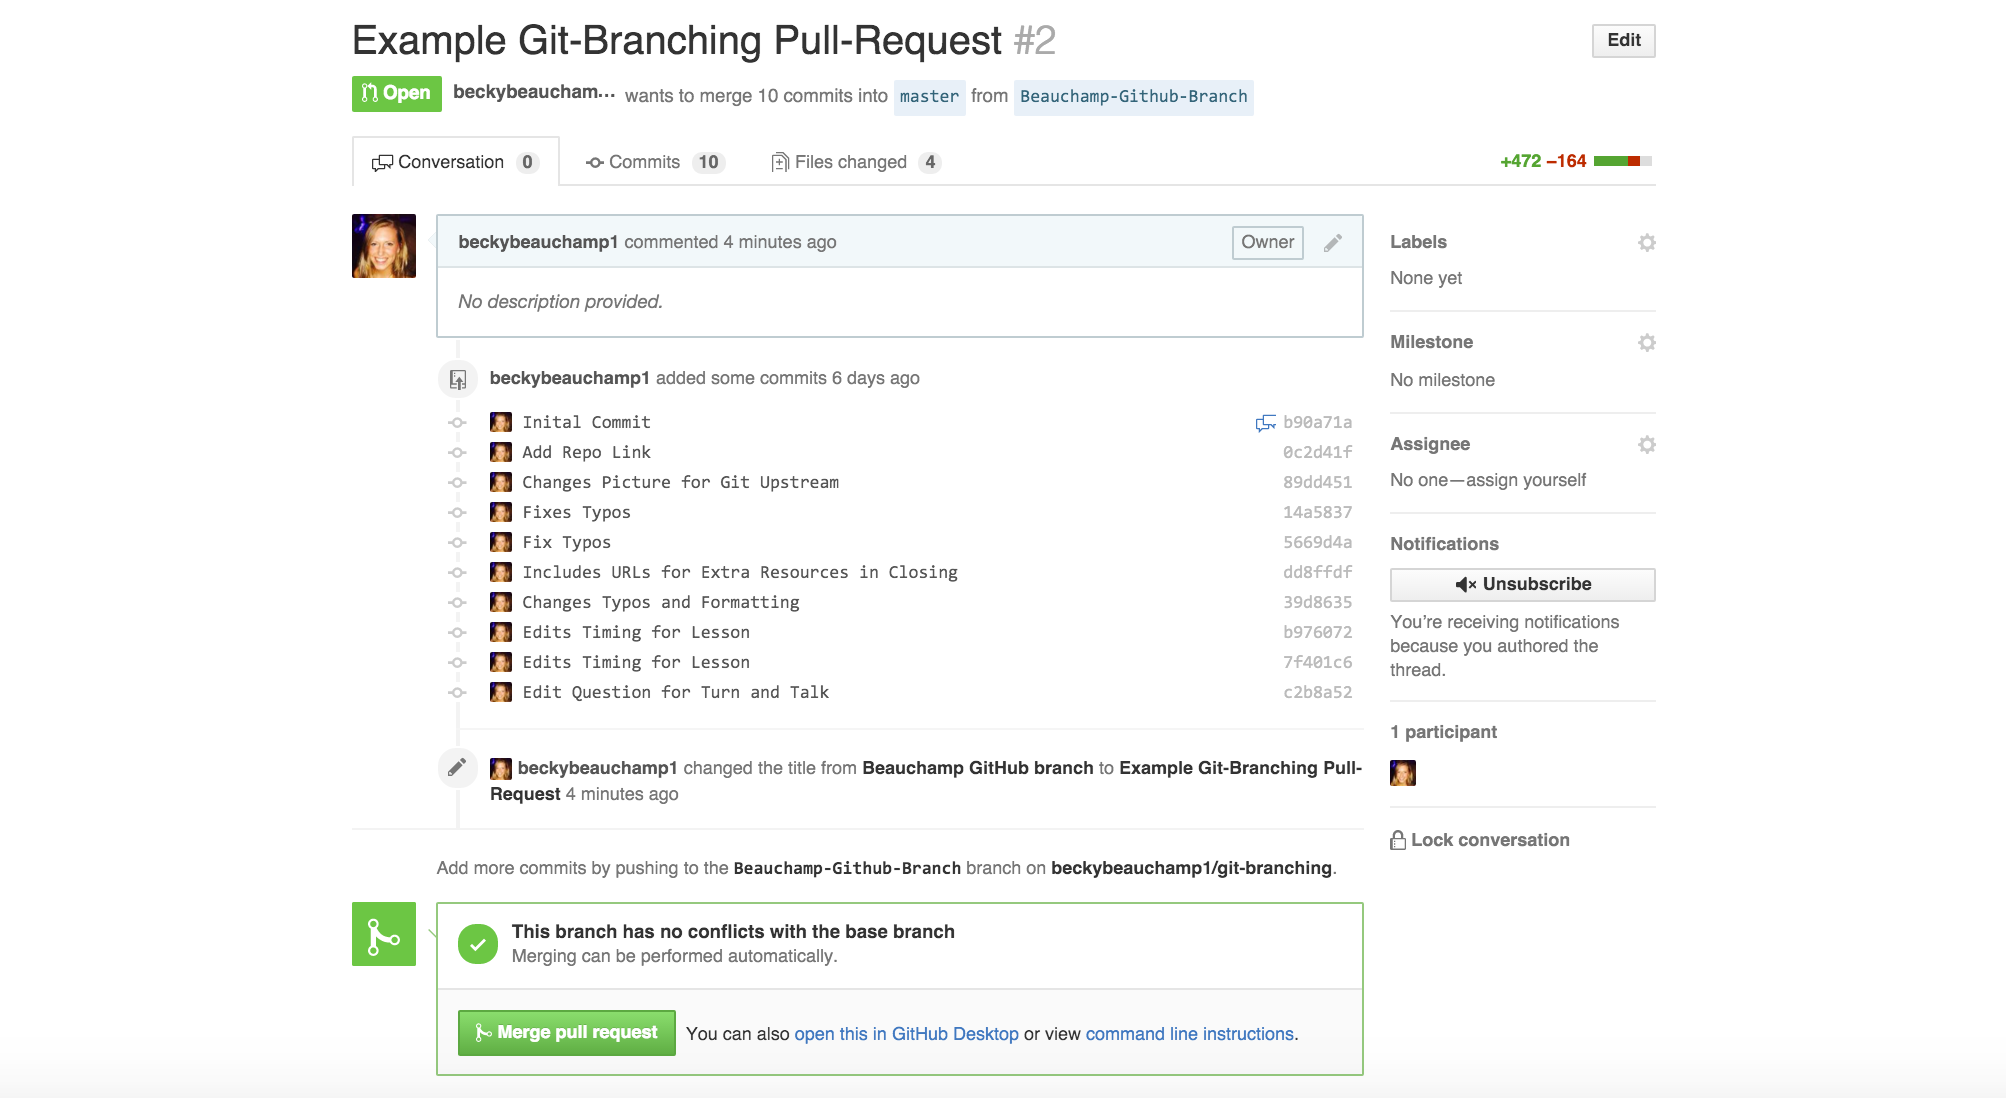 Example Git-Branching Pull-Request #2
Edit
Open beckybeaucham... wants to merge 10 commits into master from Beauchamp-Github-Branch
Conversation 0 Commits 10 Files changed 4 +472 −164
beckybeauchamp1 commented 4 minutes ago Owner
No description provided.
beckybeauchamp1 added some commits 6 days ago
Inital Commit b90a71a
Add Repo Link 0c2d41f
Changes Picture for Git Upstream 89dd451
Fixes Typos 14a5837
Fix Typos 5669d4a
Includes URLs for Extra Resources in Closing dd8ffdf
Changes Typos and Formatting 39d8635
Edits Timing for Lesson b976072
Edits Timing for Lesson 7f401c6
Edit Question for Turn and Talk c2b8a52
beckybeauchamp1 changed the title from Beauchamp GitHub branch to Example Git-Branching Pull-
Request 4 minutes ago
Add more commits by pushing to the Beauchamp-Github-Branch branch on beckybeauchamp1/git-branching.
This branch has no conflicts with the base branch
Merging can be performed automatically.
Merge pull request You can also open this in GitHub Desktop or view command line instructions.
Labels
None yet
Milestone
No milestone
Assignee
No one—assign yourself
Notifications
Unsubscribe
You’re receiving notifications
because you authored the
thread.
1 participant
Lock conversation